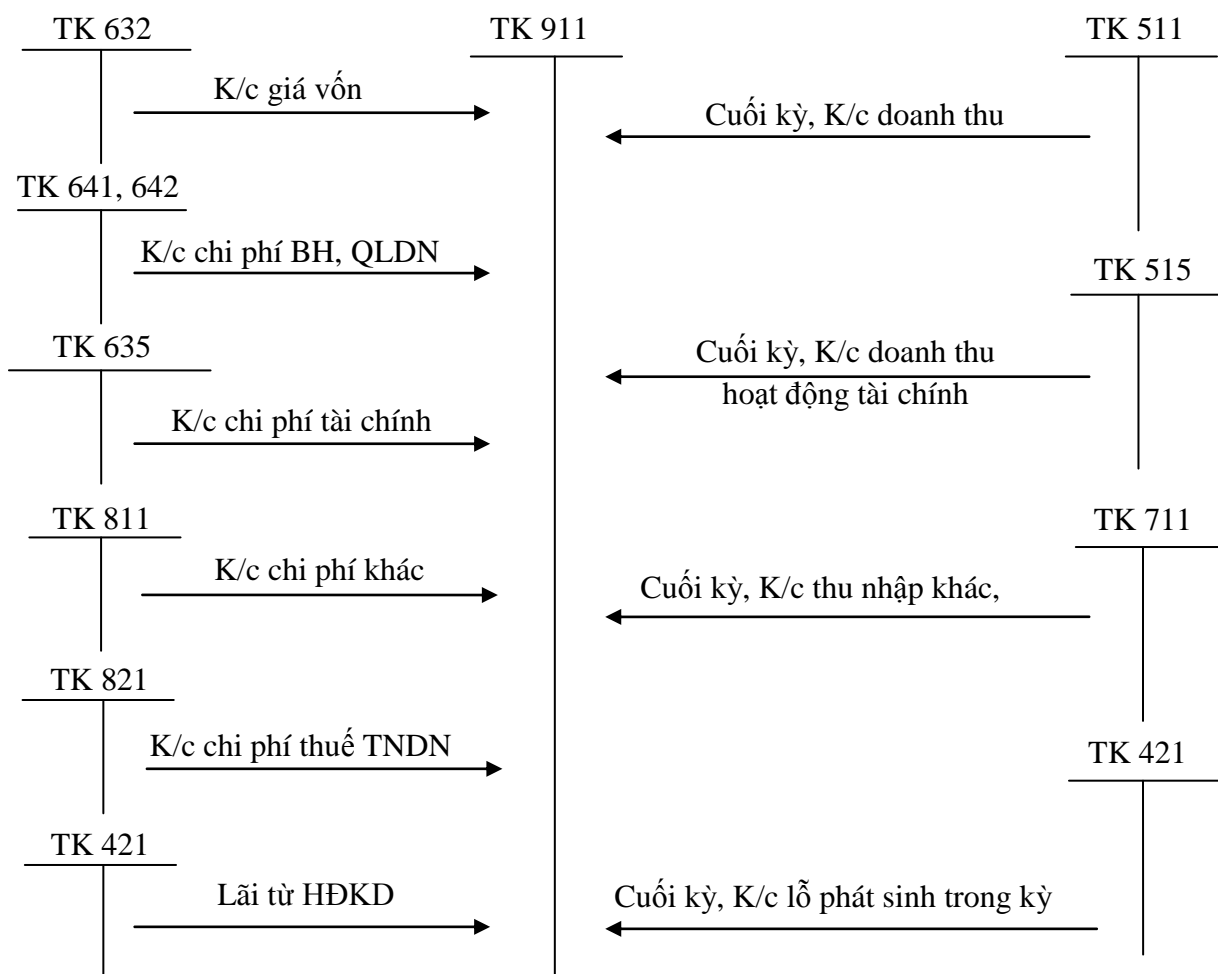 TK 632
TK 911
TK 511
K/c giá vốn
Cuối kỳ, K/c doanh thu
TK 641, 642
K/c chi phí BH, QLDN
TK 515
TK 635
Cuối kỳ, K/c doanh thu
hoạt động tài chính
K/c chi phí tài chính
TK 811
TK 711
K/c chi phí khác
Cuối kỳ, K/c thu nhập khác,
TK 821
K/c chi phí thuế TNDN
TK 421
TK 421
Lãi từ HĐKD
Cuối kỳ, K/c lỗ phát sinh trong kỳ